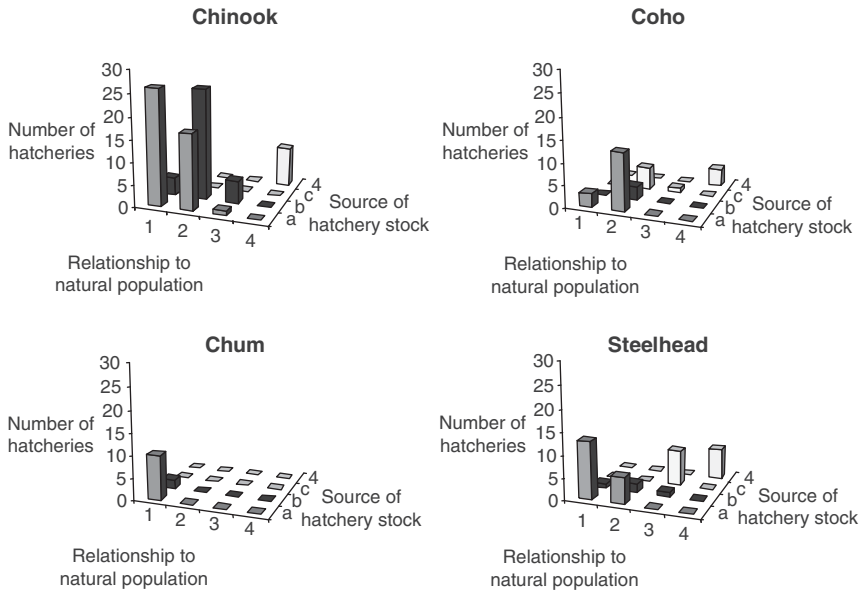 Chinook
30
25
20
15
10
5
0
Number of
hatcheries
1
2
3
4
a
b
c
4
Source of
hatchery stock
Relationship to
natural population
Coho
30
25
20
15
10
5
0
Number of
hatcheries
1
2
3
4
a
b
c
4
Source of
hatchery stock
Relationship to
natural population
Chum
30
25
20
15
10
5
0
Number of
hatcheries
1
2
3
4
a
b
c
4
Source of
hatchery stock
Relationship to
natural population
Steelhead
30
25
20
15
10
5
0
Number of
hatcheries
1
2
3
4
a
b
c
4
Source of
hatchery stock
Relationship to
natural population